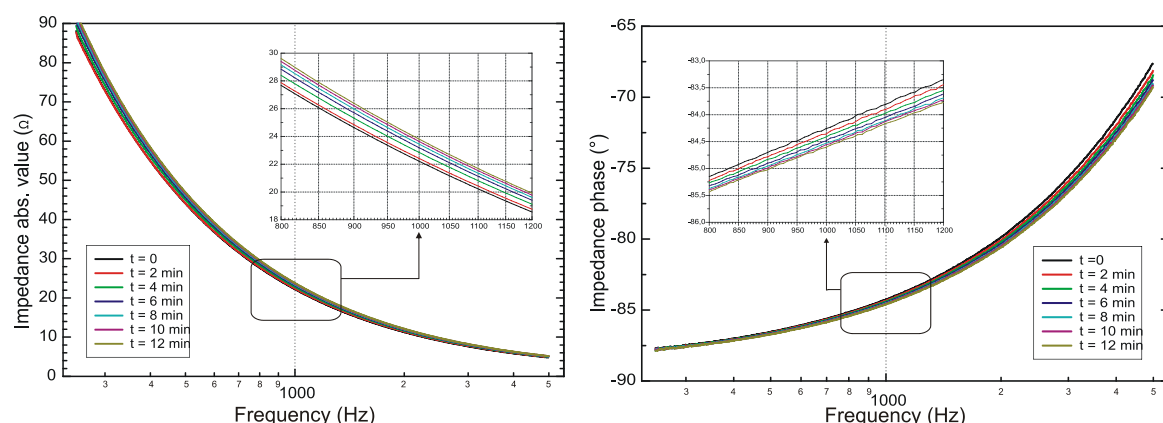 Impedance abs. value (Ω)
90
80
70
60
50
40
30
20
10
0
30
28
26
24
22
20
18
800 850 900 950 1000 1050 1100 1150 1200
t = 0
t = 2 min
t = 4 min
t = 6 min
t = 8 min
t = 10 min
t = 12 min
3 4 5 6 7 8 9 1000 2 3 4 5
Frequency (Hz)
Impedance phase (°)
-65
-70
-75
-80
-85
-90
-83,0
-83,5
-84,0
-84,5
-85,0
-85,5
-86,0
800 850 900 950 1000 1050 1100 1150 1200
t =0
t = 2 min
t = 4 min
t = 6 min
t = 8 min
t = 10 min
t = 12 min
3 4 5 6 7 8 9 1000 2 3 4 5
Frequency (Hz)